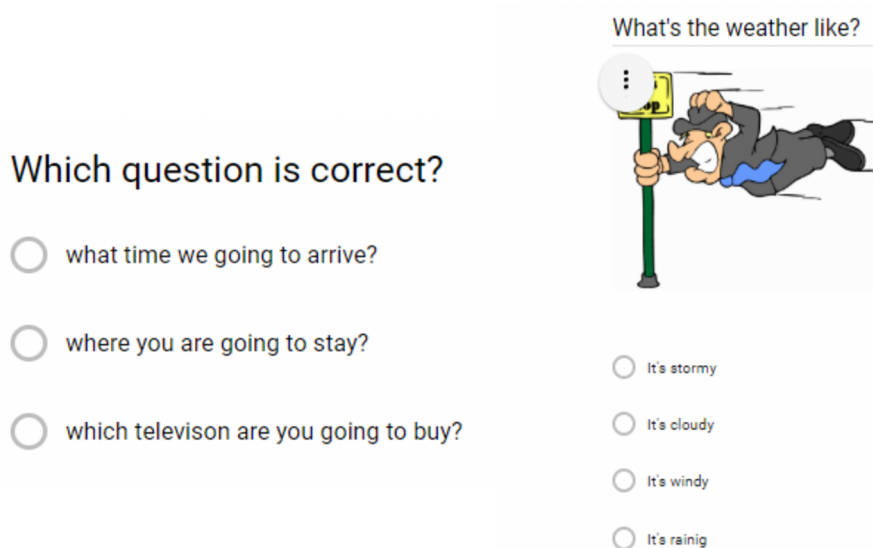 Which question is correct?
what time we going to arrive?
where you are going to stay?
which televison are you going to buy?
What's the weather like?
It's stormy
It's cloudy
It's windy
It's rainig